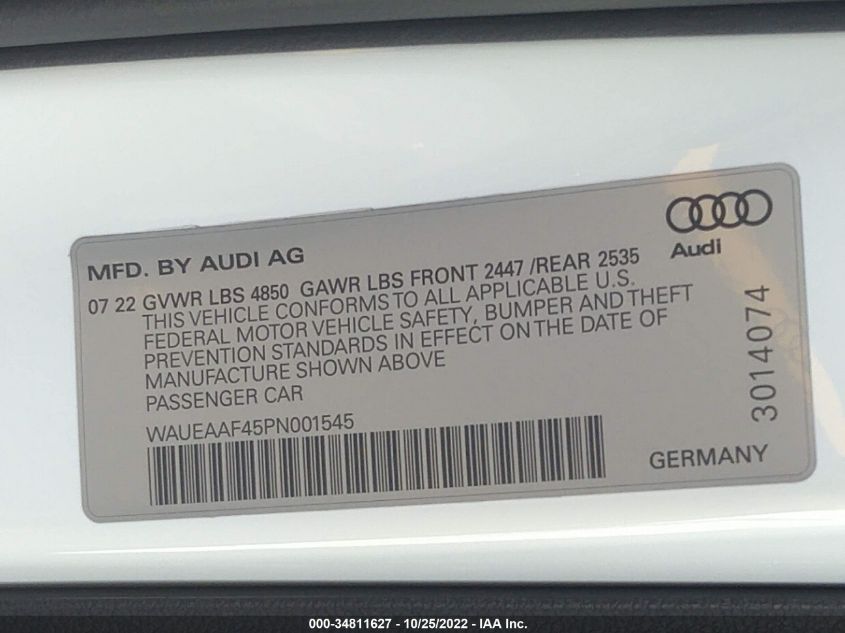 MFD. BY AUDI AG
Audi
07 22 GVWR LBS 4850 GAWR LBS FRONT 2447 /REAR 2535
THIS VEHICLE CONFORMS TO ALL APPLICABLE U.S.
FEDERAL MOTOR VEHICLE SAFETY, BUMPER AND THEFT
PREVENTION STANDARDS IN EFFECT ON THE DATE OF
MANUFACTURE SHOWN ABOVE
PASSENGER CAR
WAUEAAF45PN001545
3014074
GERMANY
000-34811627 - 10/25/2022 - IAA Inc.